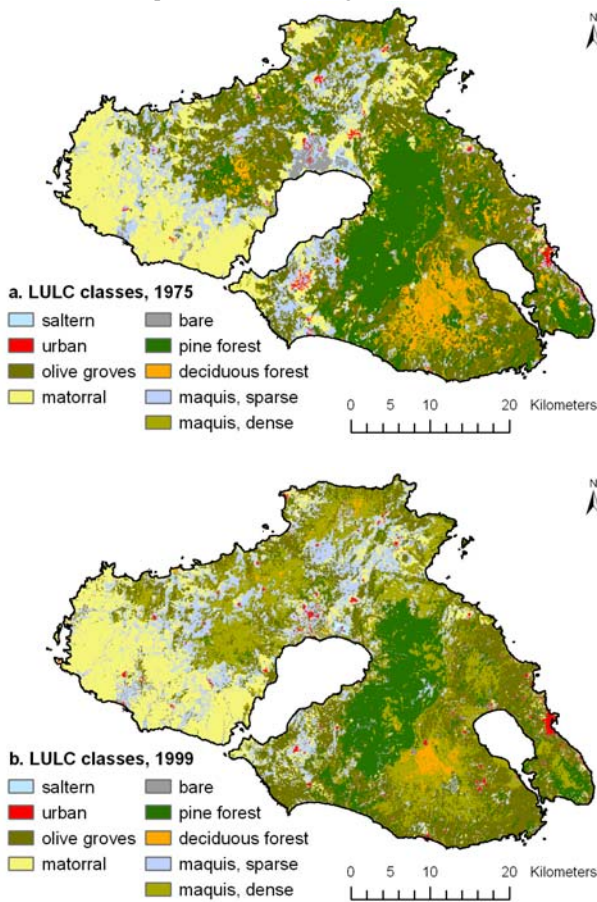 N
a. LULC classes, 1975
saltern bare
urban pine forest
olive groves deciduous forest
matorral maquis, sparse
maquis, dense
0 10 20 Kilometers
N
b. LULC classes, 1999
saltern bare
urban pine forest
olive groves deciduous forest
matorral maquis, sparse
maquis, dense
0 10 20 Kilometers